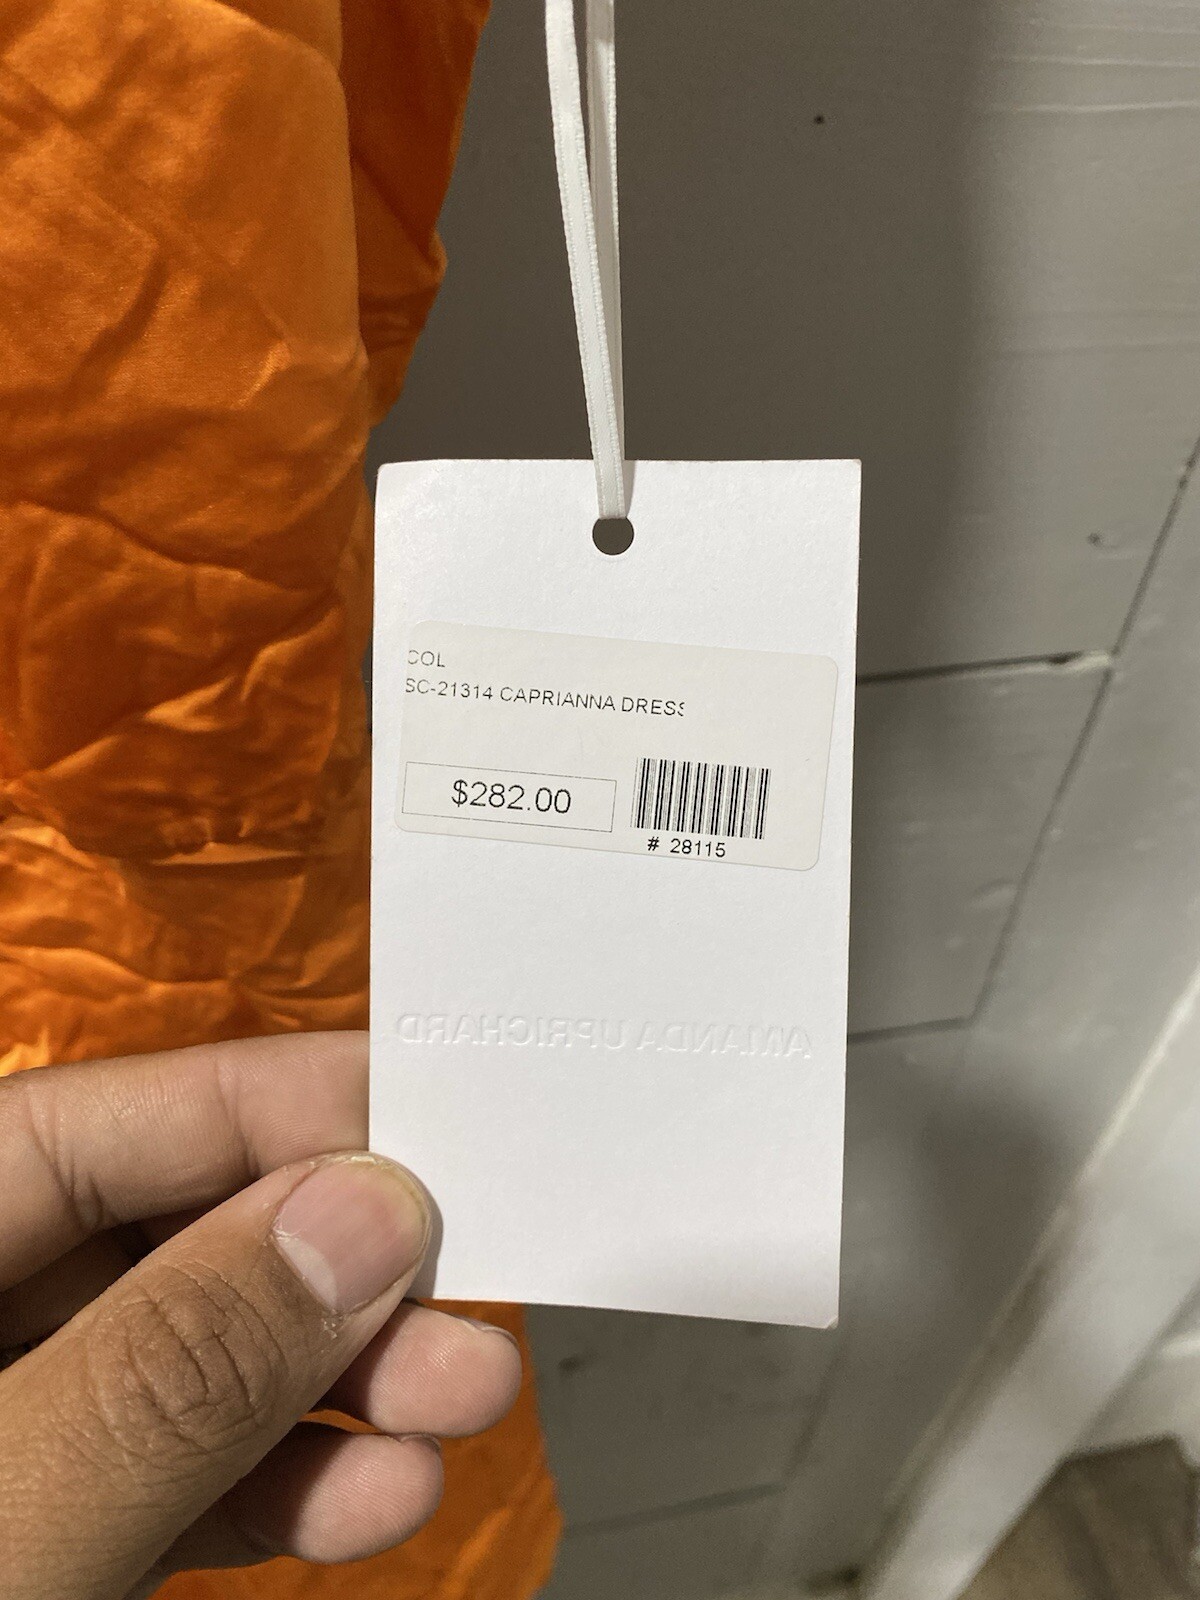 COL
SC-21314 CAPRIANNA DRESS
$282.00
# 28115
AMANDA UPRICHARD